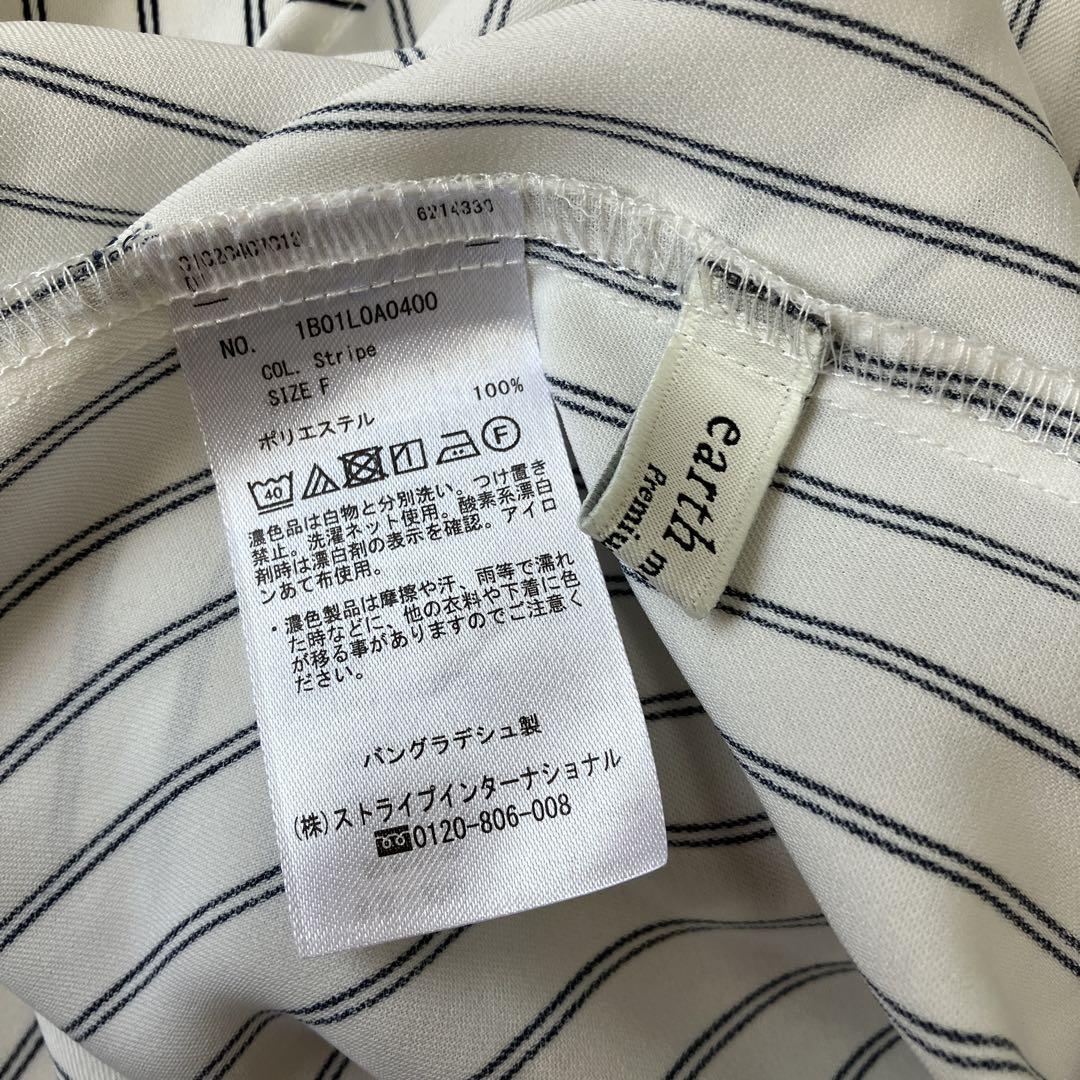 6214330
NO. 1B01L0A0400
COL. Stripe
SIZE F
ポリエステル 100%
40
F
濃色品は白物と分別洗い。つけ置き
禁止。洗濯ネット使用。酸素系漂白
剤時は漂白剤の表示を確認。アイロ
ンあて布使用。
・濃色製品は摩擦や汗、雨等で濡れ
た時などに、他の衣料や下着に色
が移る事がありますのでご注意く
ださい。
バングラデシュ製
(株)ストライプインターナショナル
0120-806-008
earth m
Premiu